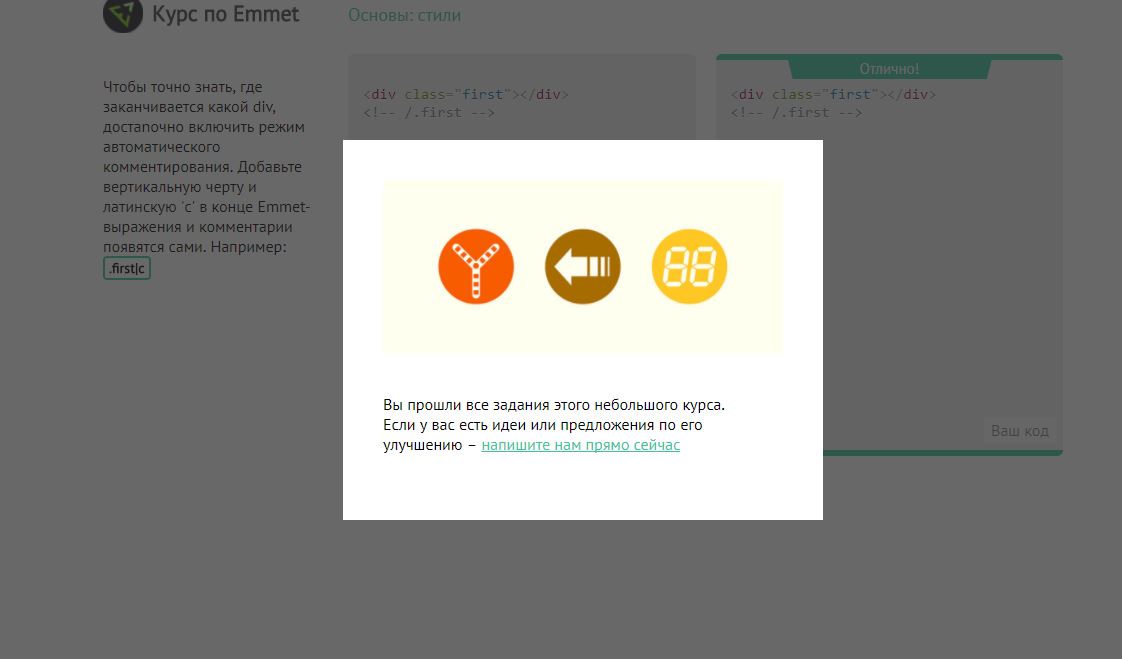 Курс по Emmet
Основы: стили
Чтобы точно знать, где
заканчивается какой div,
достаnочно включить режим
автоматического
комментирования. Добавьте
вертикальную черту и
латинскую 'c' в конце Emmet-
выражения и комментарии
появятся сами. Например:
.first|c
<div class="first"></div>
<!-- /.first -->
Отлично!
<div class="first"></div>
<!-- /.first -->
Ваш код
88
Вы прошли все задания этого небольшого курса.
Если у вас есть идеи или предложения по его
улучшению – напишите нам прямо сейчас